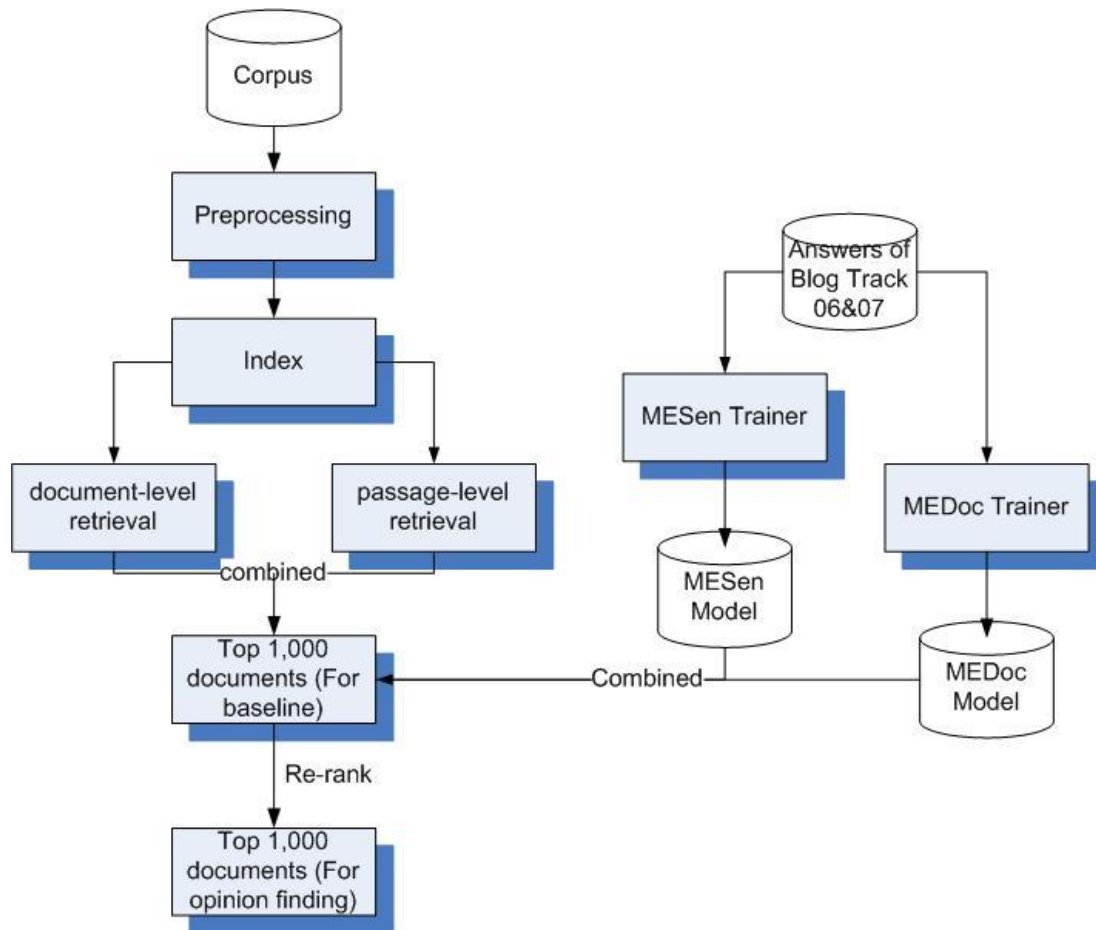 Corpus
Preprocessing
Index
document-level
retrieval
passage-level
retrieval
combined
Top 1,000
documents (For
baseline)
Re-rank
Top 1,000
documents (For
opinion finding)
Answers of
Blog Track
06&07
MESen Trainer
MEDoc Trainer
MESen
Model
MEDoc
Model
Combined